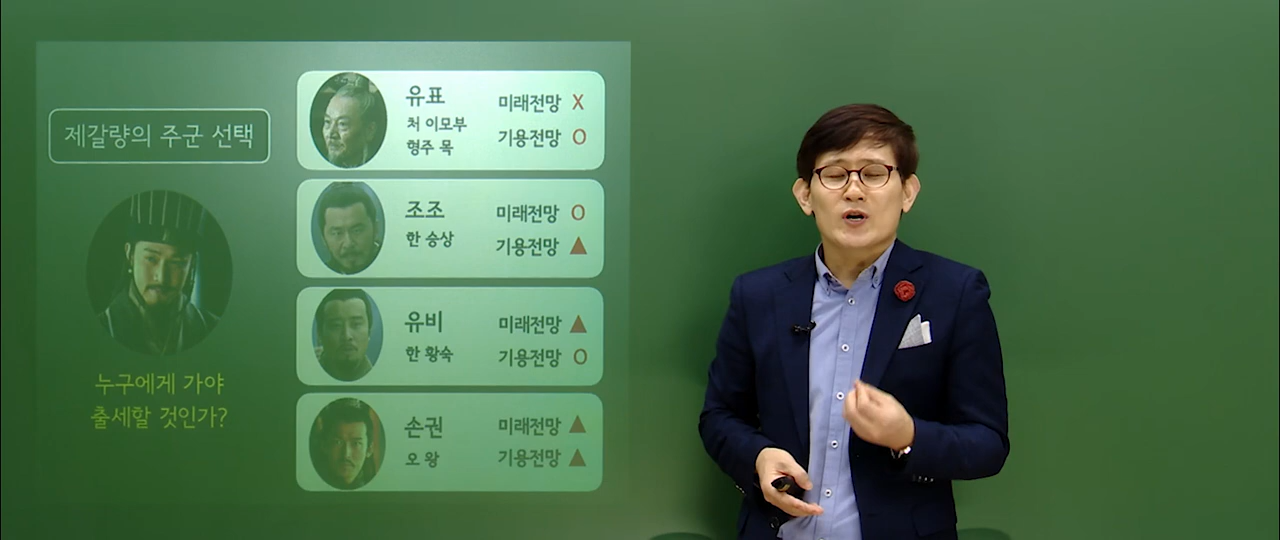 제갈량의 주군 선택
누구에게 가야
출세할 것인가?
유표
처 이모부
형주 목
미래전망 X
기용전망 O
조조
한 승상
미래전망 O
기용전망 ▲
유비
한 황숙
미래전망 ▲
기용전망 O
손권
오 왕
미래전망 ▲
기용전망 ▲